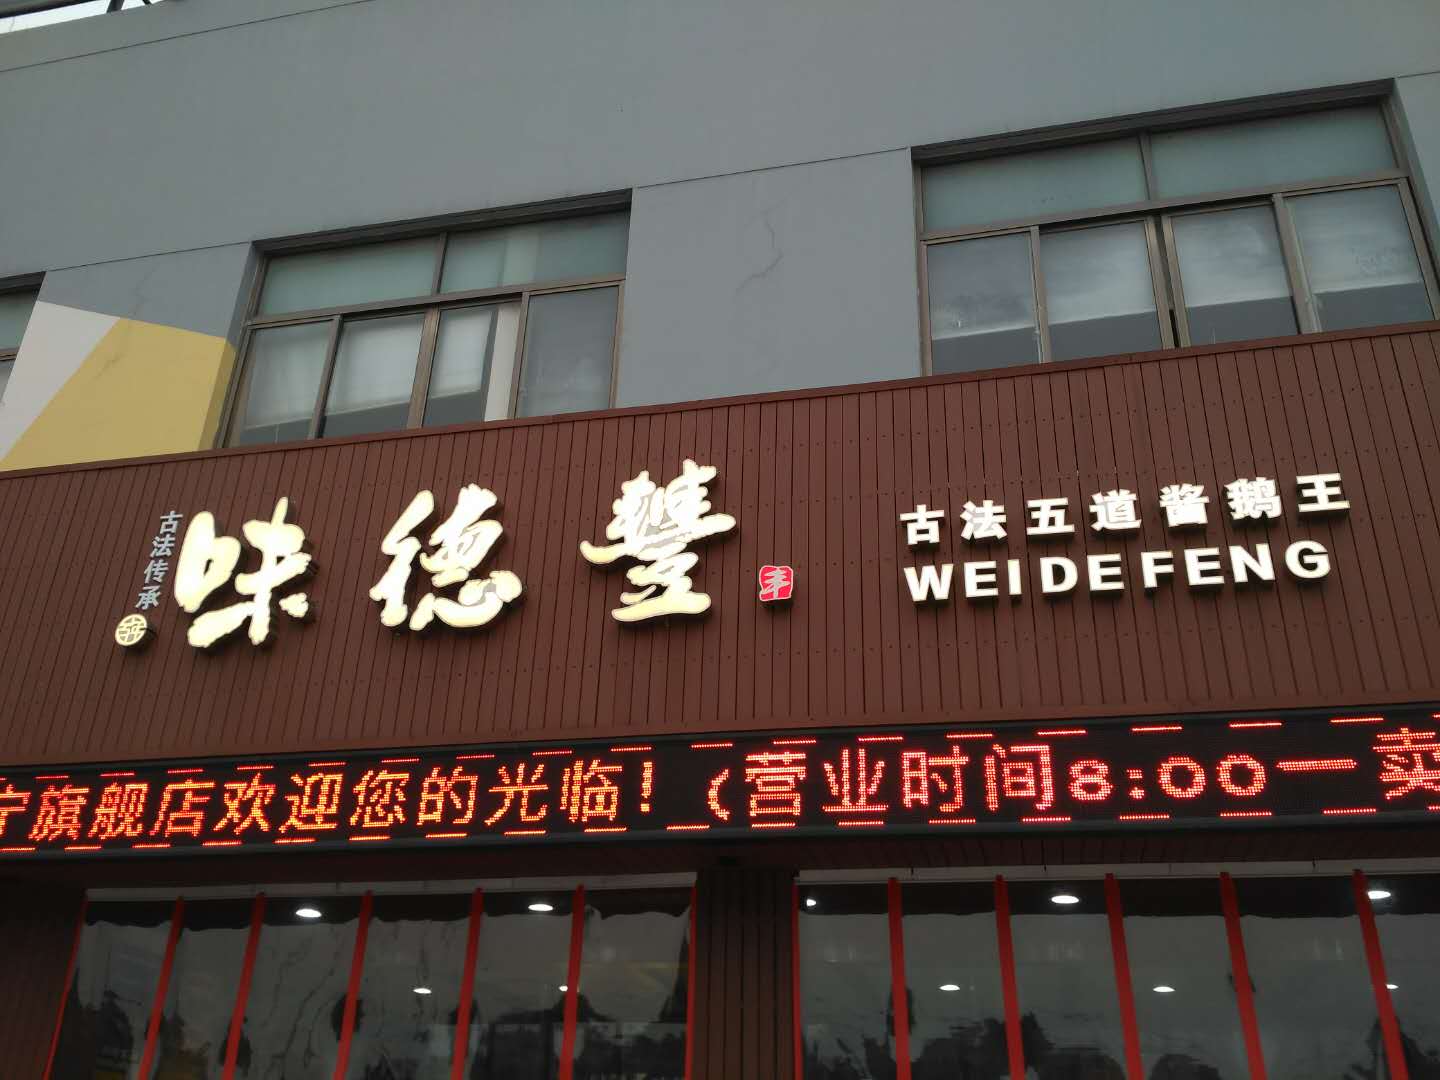 古法传承
味德豐
丰
古法五道酱鹅王
WEIDEFENG
宁旗舰店欢迎您的光临！（营业时间8:00一卖